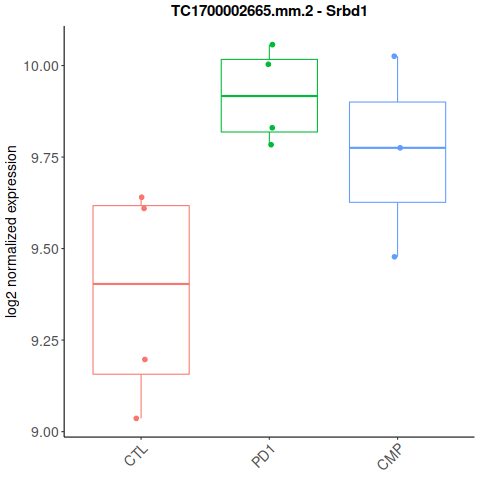 TC1700002665.mm.2 - Srbd1
log2 normalized expression
10.00
9.75
9.50
9.25
9.00
CTL
PD1
CMP